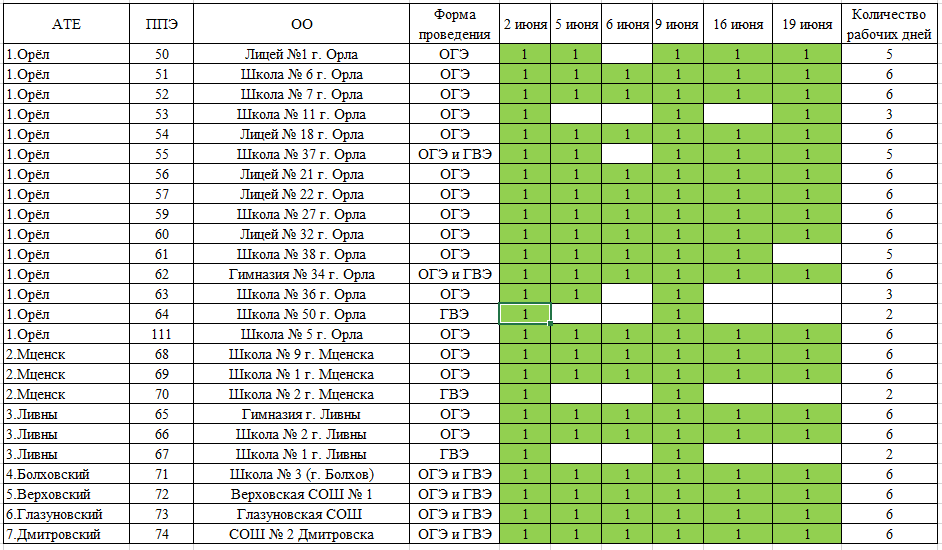 АТЕ ППЭ ОО Форма проведения 2 июня 5 июня 6 июня 9 июня 16 июня 19 июня Количество рабочих дней
1.Орёл 50 Лицей №1 г. Орла ОГЭ 1 1 1 1 1 5
1.Орёл 51 Школа № 6 г. Орла ОГЭ 1 1 1 1 1 1 6
1.Орёл 52 Школа № 7 г. Орла ОГЭ 1 1 1 1 1 1 6
1.Орёл 53 Школа № 11 г. Орла ОГЭ 1 1 1 3
1.Орёл 54 Лицей № 18 г. Орла ОГЭ 1 1 1 1 1 1 6
1.Орёл 55 Школа № 37 г. Орла ОГЭ и ГВЭ 1 1 1 1 1 5
1.Орёл 56 Лицей № 21 г. Орла ОГЭ 1 1 1 1 1 1 6
1.Орёл 57 Лицей № 22 г. Орла ОГЭ 1 1 1 1 1 1 6
1.Орёл 59 Школа № 27 г. Орла ОГЭ 1 1 1 1 1 1 6
1.Орёл 60 Лицей № 32 г. Орла ОГЭ 1 1 1 1 1 1 6
1.Орёл 61 Школа № 38 г. Орла ОГЭ 1 1 1 1 1 5
1.Орёл 62 Гимназия № 34 г. Орла ОГЭ и ГВЭ 1 1 1 1 1 1 6
1.Орёл 63 Школа № 36 г. Орла ОГЭ 1 1 1 3
1.Орёл 64 Школа № 50 г. Орла ГВЭ 1 1 2
1.Орёл 111 Школа № 5 г. Орла ОГЭ 1 1 1 1 1 1 6
2.Мценск 68 Школа № 9 г. Мценска ОГЭ 1 1 1 1 1 1 6
2.Мценск 69 Школа № 1 г. Мценска ОГЭ 1 1 1 1 1 1 6
2.Мценск 70 Школа № 2 г. Мценска ГВЭ 1 1 2
3.Ливны 65 Гимназия г. Ливны ОГЭ 1 1 1 1 1 1 6
3.Ливны 66 Школа № 2 г. Ливны ОГЭ 1 1 1 1 1 1 6
3.Ливны 67 Школа № 1 г. Ливны ГВЭ 1 1 2
4.Болховский 71 Школа № 3 (г. Болхов) ОГЭ и ГВЭ 1 1 1 1 1 1 6
5.Верховский 72 Верховская СОШ № 1 ОГЭ и ГВЭ 1 1 1 1 1 1 6
6.Глазуновский 73 Глазуновская СОШ ОГЭ и ГВЭ 1 1 1 1 1 1 6
7.Дмитровский 74 СОШ № 2 Дмитровска ОГЭ и ГВЭ 1 1 1 1 1 1 6